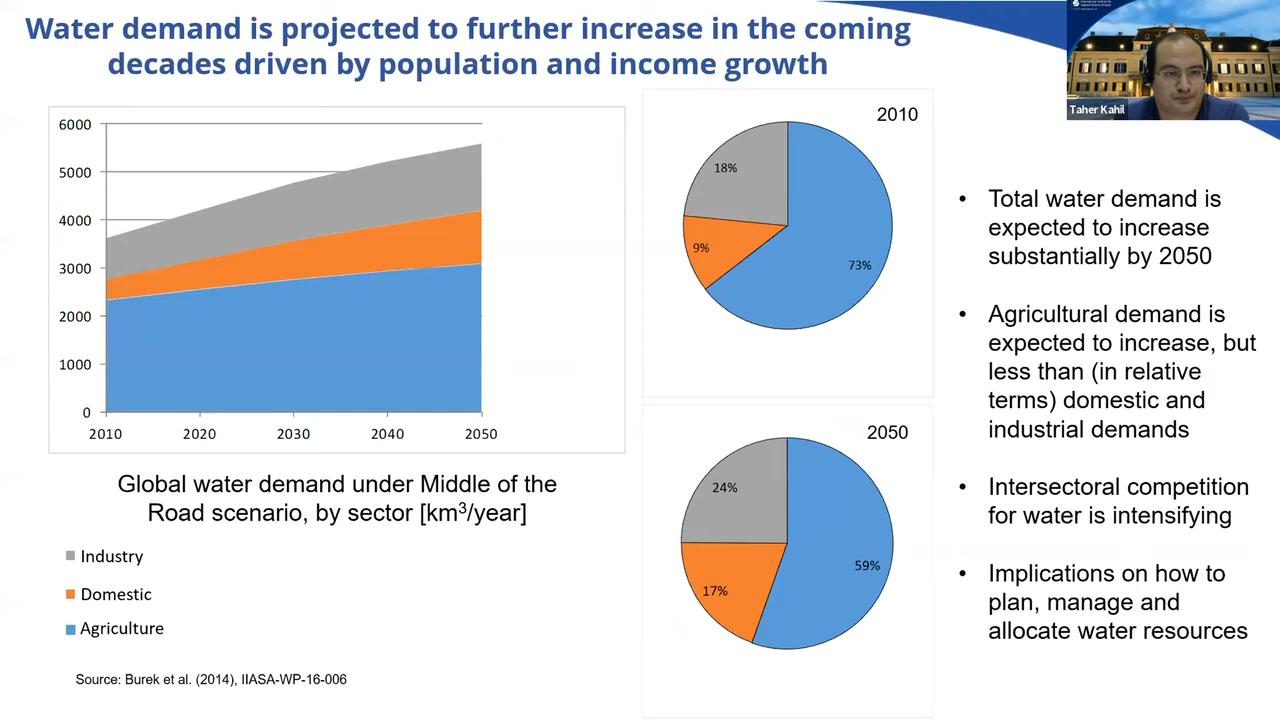 Water demand is projected to further increase in the coming
decades driven by population and income growth
Taher Kahil
6000
5000
4000
3000
2000
1000
0
2010
2020
2030
2040
2050
Global water demand under Middle of the
Road scenario, by sector [km³/year]
Industry
Domestic
Agriculture
Source: Burek et al. (2014), IIASA-WP-16-006
2010
18%
9%
73%
2050
24%
17%
59%
• Total water demand is
expected to increase
substantially by 2050
• Agricultural demand is
expected to increase, but
less than (in relative
terms) domestic and
industrial demands
• Intersectoral competition
for water is intensifying
• Implications on how to
plan, manage and
allocate water resources